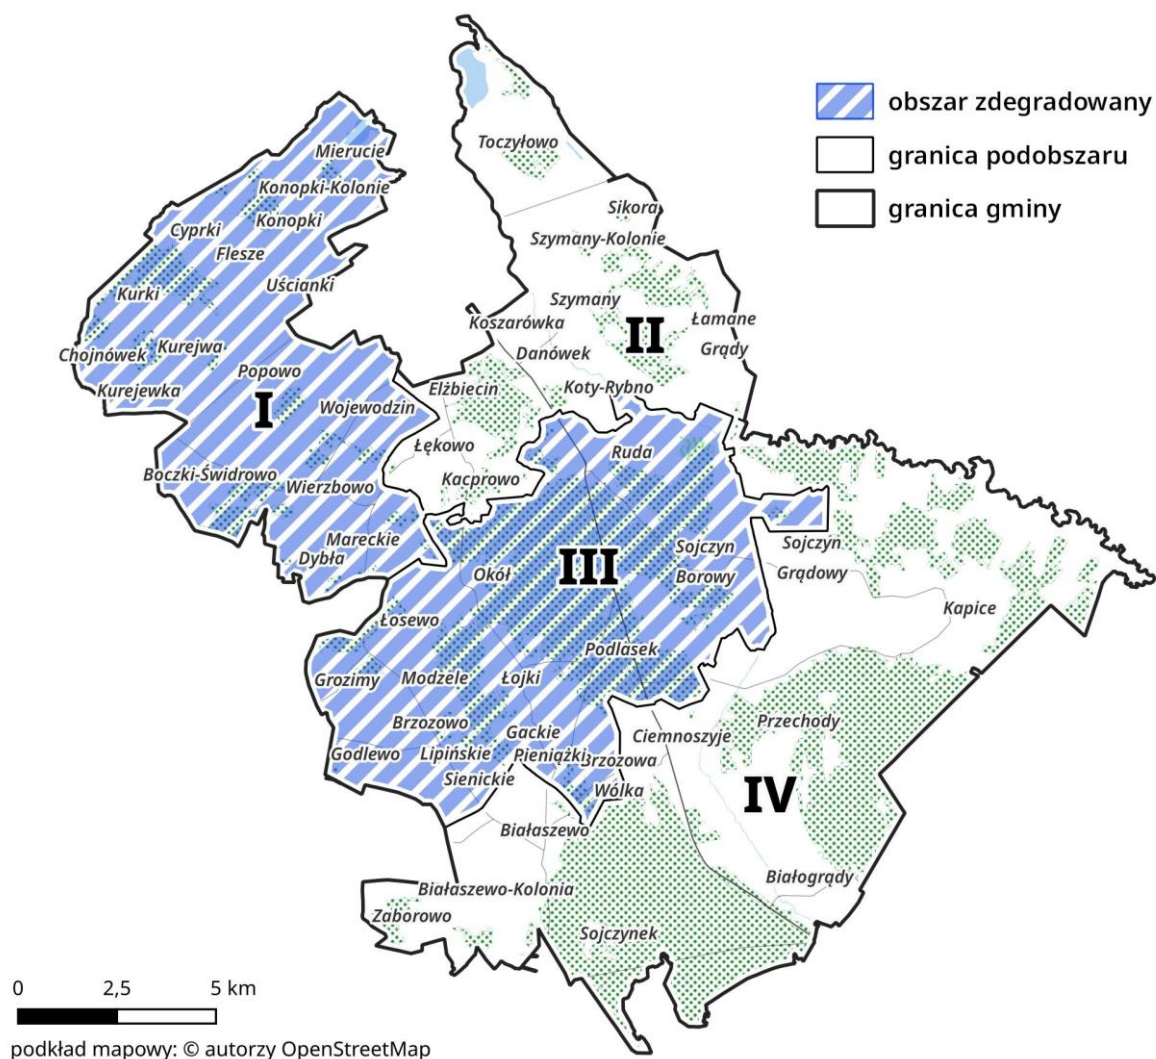 obszar zdegradowany
granica podobszaru
granica gminy
Toczyłowo
Mierucie
Konopki-Kolonie
Konopki
Cyprki
Flesze
Uścianki
Kurki
Chojnówek
Kurejwa
Kurejewka
Popowo
I
Wojewodzin
Boczki-Świdrowo
Wierzbowo
Mareckie
Dybła
Sikora
Szymany-Kolonie
Szymany
Łamane
Grądy
II
Koszarówka
Danówek
Koty-Rybno
Elżbiecin
Łękowo
Kacprowo
Ruda
III
Sojczyn
Borowy
Okół
Łosewo
Podlasek
Grozimy
Modzele
Łojki
Brzozowo
Gackie
Godlewo
Lipińskie
Pieniążki
Sienickie
Brzozowa
Wólka
Sojczyn
Grądowy
Kapice
Przechody
Ciemnoszyje
IV
Białaszewo
Białogrądy
Białaszewo-Kolonia
Zaborowo
Sojczynek
0 2,5 5 km
podkład mapowy: © autorzy OpenStreetMap